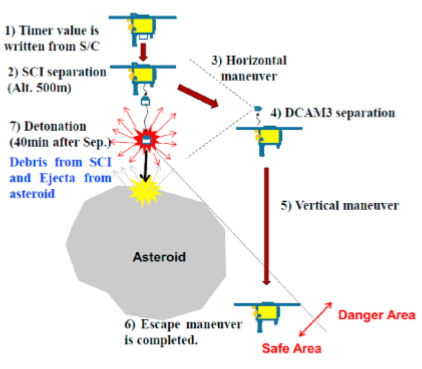 1) Timer value is
written from S/C
2) SCI separation
(Alt. 500m)
3) Horizontal
maneuver
4) DCAM3 separation
7) Detonation
(40min after Sep.)
Debris from SCI
and Ejecta from
asteroid
5) Vertical maneuver
Asteroid
6) Escape maneuver
is completed.
Danger Area
Safe Area